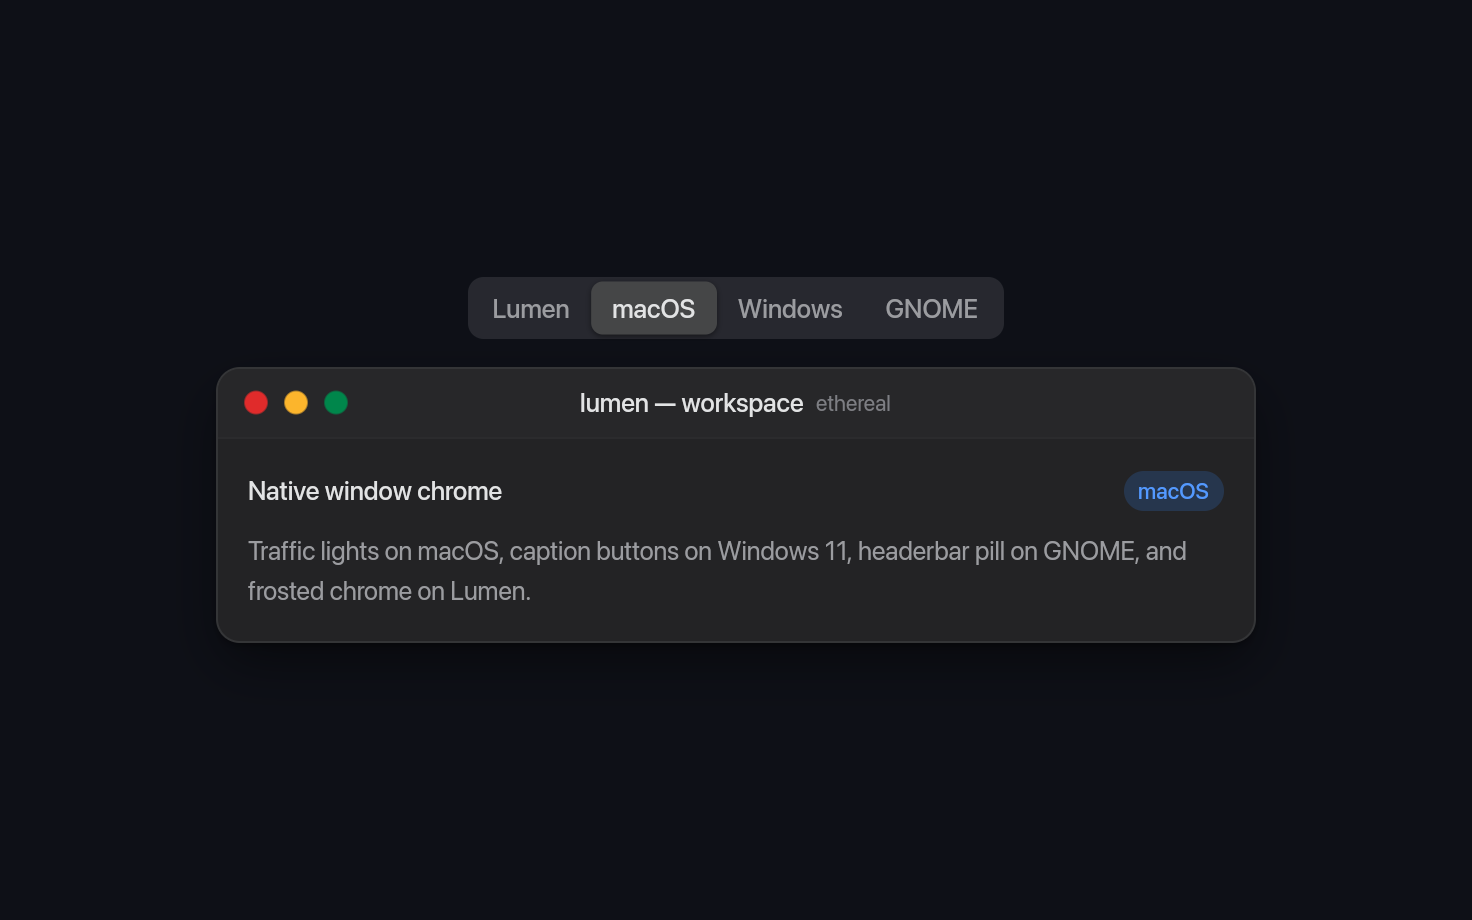 Lumen macOS Windows GNOME
lumen — workspace ethereal
Native window chrome macOS
Traffic lights on macOS, caption buttons on Windows 11, headerbar pill on GNOME, and
frosted chrome on Lumen.